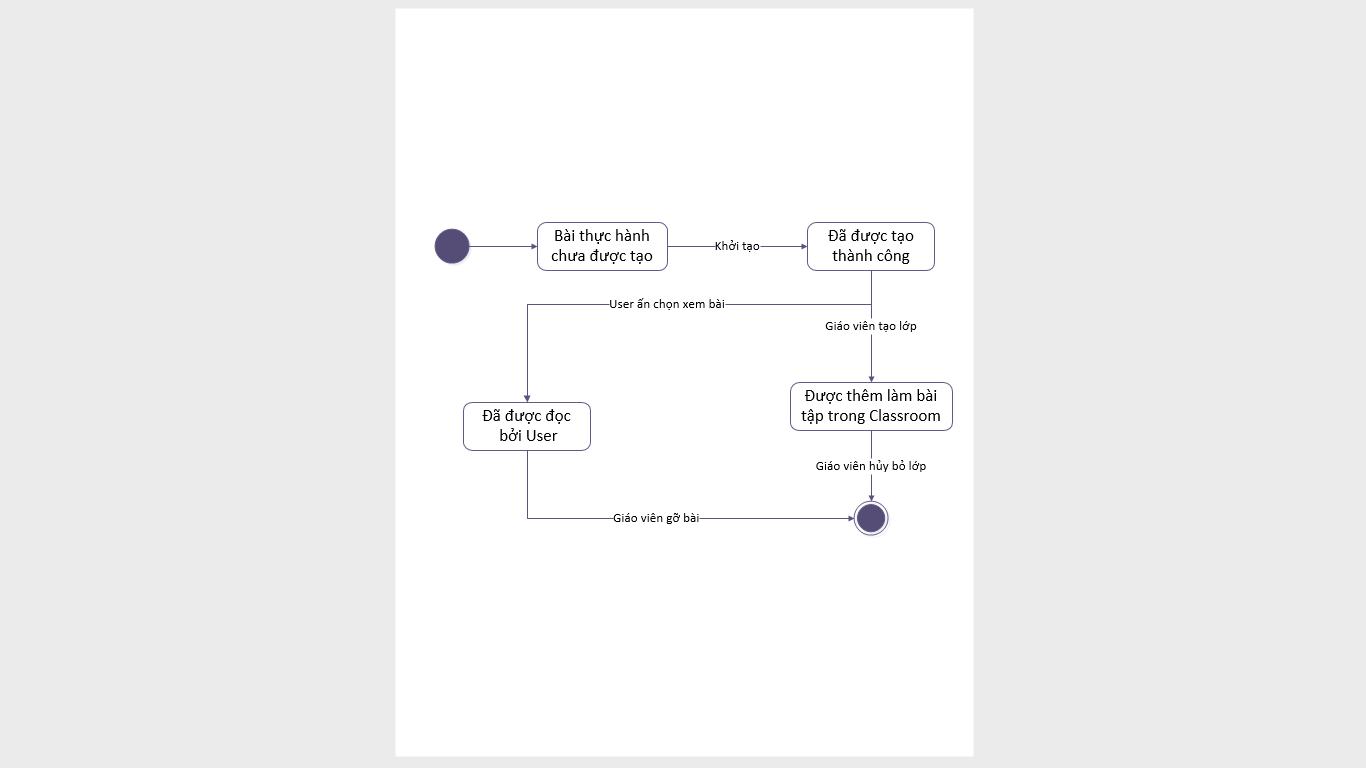 Bài thực hành
chưa được tạo
Khởi tạo
Đã được tạo
thành công
User ấn chọn xem bài
Giáo viên tạo lớp
Đã được đọc
bởi User
Được thêm làm bài
tập trong Classroom
Giáo viên hủy bỏ lớp
Giáo viên gỡ bài